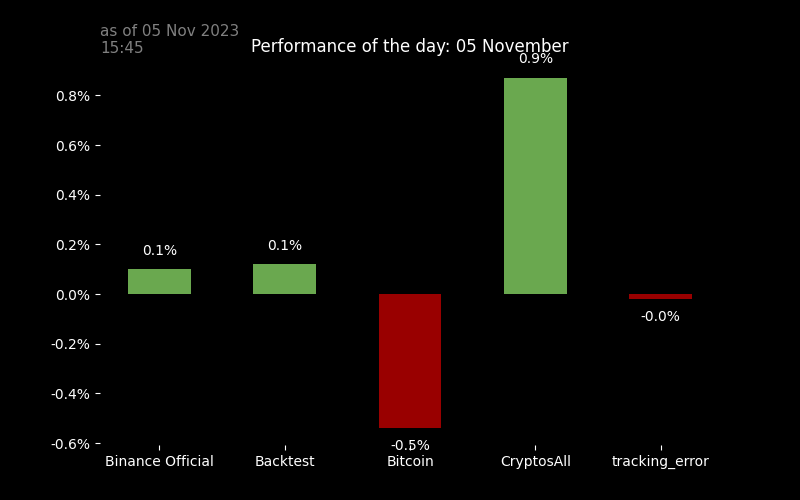 as of 05 Nov 2023
15:45
Performance of the day: 05 November
0.9%
0.8%
0.6%
0.4%
0.2%
0.1%
0.1%
0.0%
-0.0%
-0.2%
-0.4%
-0.6%
-0.5%
Binance Official
Backtest
Bitcoin
CryptosAll
tracking_error